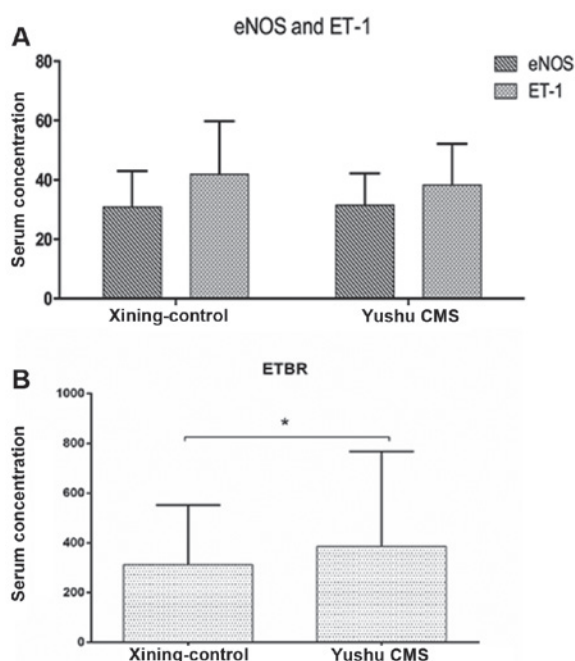 A
eNOS and ET-1
eNOS
ET-1
Serum concentration
80
60
40
20
0
Xining-control Yushu CMS
B
ETBR
*
Serum concentration
1000
800
600
400
200
0
Xining-control Yushu CMS